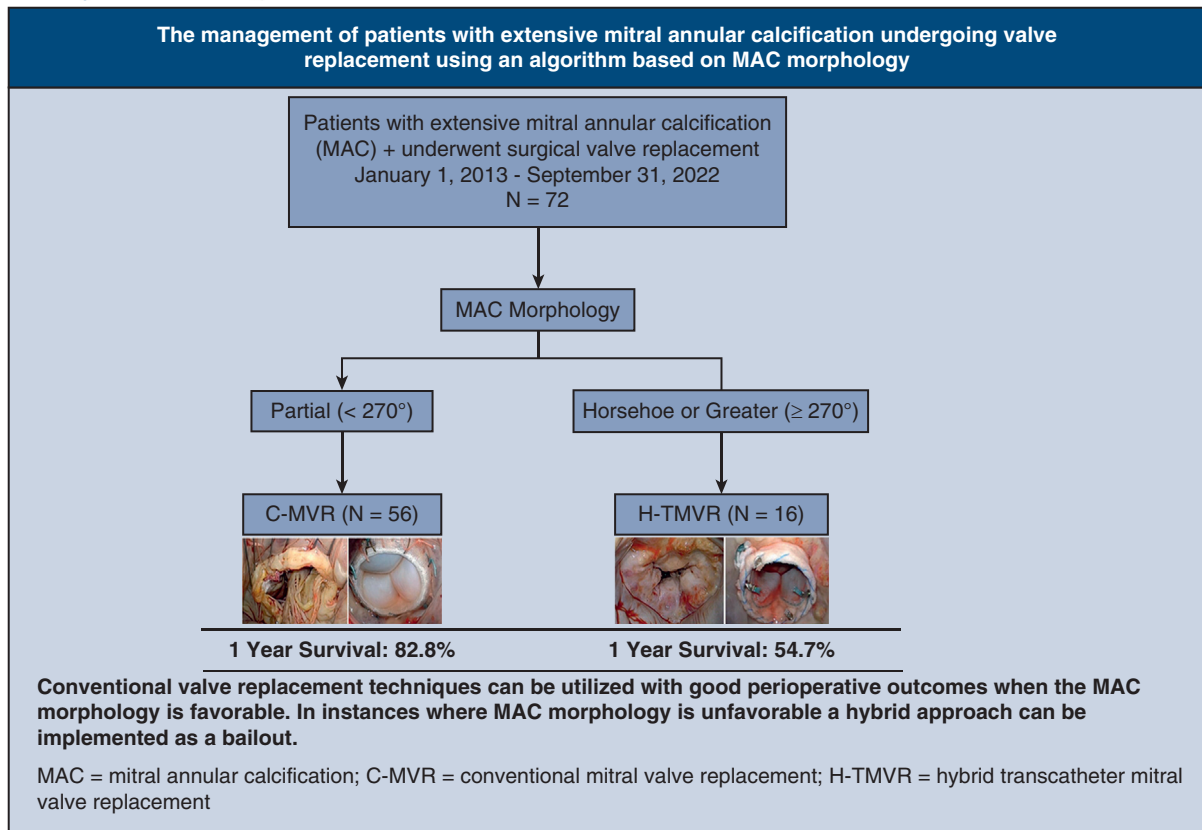 The management of patients with extensive mitral annular calcification undergoing valve
replacement using an algorithm based on MAC morphology
Patients with extensive mitral annular calcification
(MAC) + underwent surgical valve replacement
January 1, 2013 - September 31, 2022
N = 72
MAC Morphology
Partial (< 270°)
Horsehoe or Greater (≥ 270°)
C-MVR (N = 56)
H-TMVR (N = 16)
1 Year Survival: 82.8%
1 Year Survival: 54.7%
Conventional valve replacement techniques can be utilized with good perioperative outcomes when the MAC
morphology is favorable. In instances where MAC morphology is unfavorable a hybrid approach can be
implemented as a bailout.
MAC = mitral annular calcification; C-MVR = conventional mitral valve replacement; H-TMVR = hybrid transcatheter mitral
valve replacement